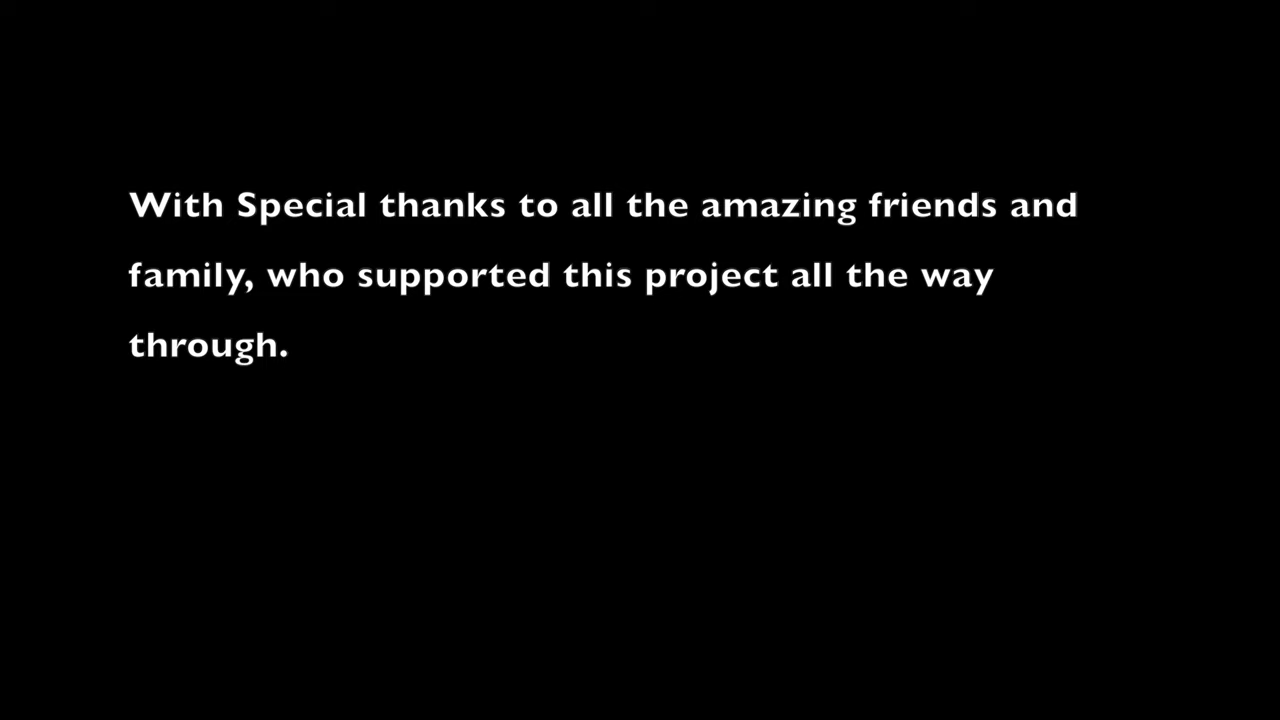 With Special thanks to all the amazing friends and
family, who supported this project all the way
through.